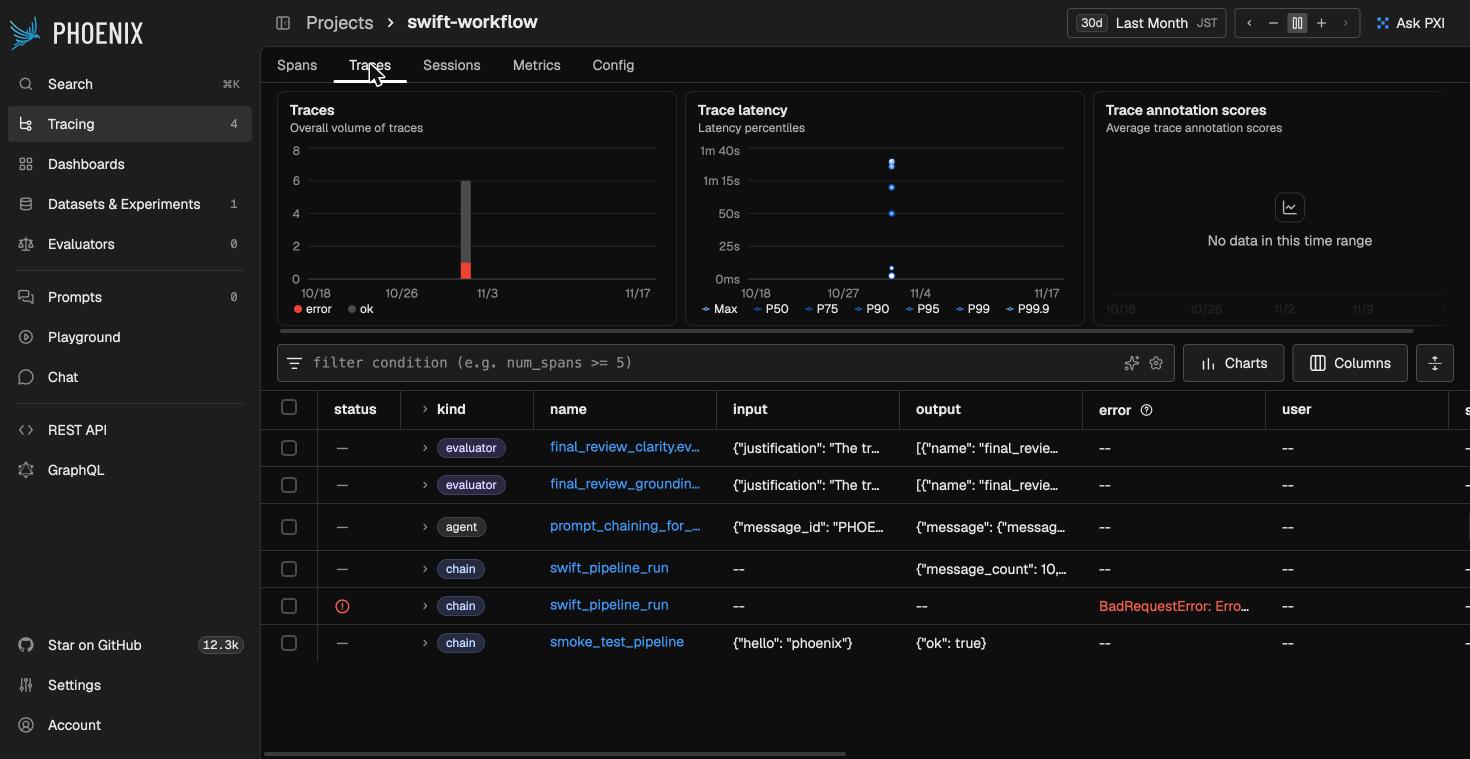 PHOENIX
Projects > swift-workflow
30d Last Month JST
Ask PXI
Search ⌘K
Tracing 4
Dashboards
Datasets & Experiments 1
Evaluators 0
Prompts 0
Playground
Chat
REST API
GraphQL
Star on GitHub 12.3k
Settings
Account
Spans Traces Sessions Metrics Config
Traces
Overall volume of traces
8
6
4
2
0
10/18 10/26 11/3 11/17
error ok
Trace latency
Latency percentiles
1m 40s
1m 15s
50s
25s
0ms
10/18 10/27 11/4 11/17
Max P50 P75 P90 P95 P99 P99.9
Trace annotation scores
Average trace annotation scores
No data in this time range
10/18 10/26 11/2 11/9
filter condition (e.g. num_spans >= 5)
Charts
Columns
status kind name input output error user s
— evaluator final_review_clarity.ev... {"justification": "The tr... [{"name": "final_revie... -- --
— evaluator final_review_groundin... {"justification": "The tr... [{"name": "final_revie... -- --
— agent prompt_chaining_for_... {"message_id": "PHOE... {"message": {"messag... -- --
— chain swift_pipeline_run -- {"message_count": 10,... -- --
chain swift_pipeline_run -- -- BadRequestError: Erro... --
— chain smoke_test_pipeline {"hello": "phoenix"} {"ok": true} -- --